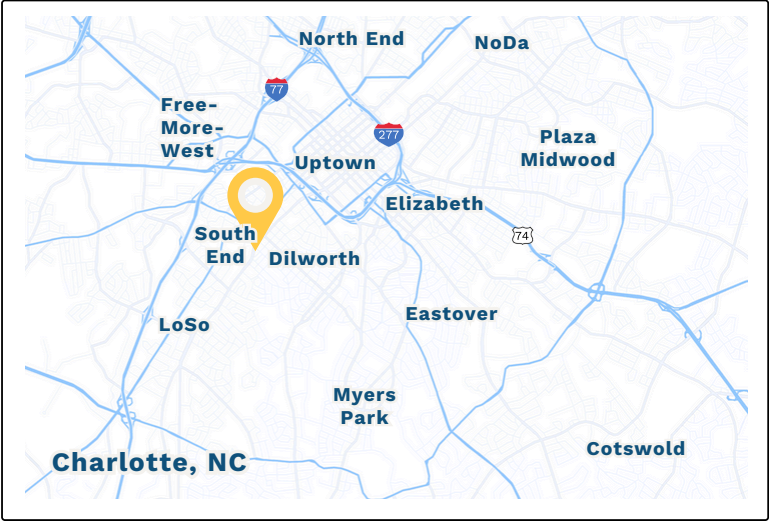 North End
NoDa
77
Free-
More-
West
277
Plaza
Midwood
Uptown
Elizabeth
South
End
74
Dilworth
Eastover
LoSo
Myers
Park
Cotswold
Charlotte, NC